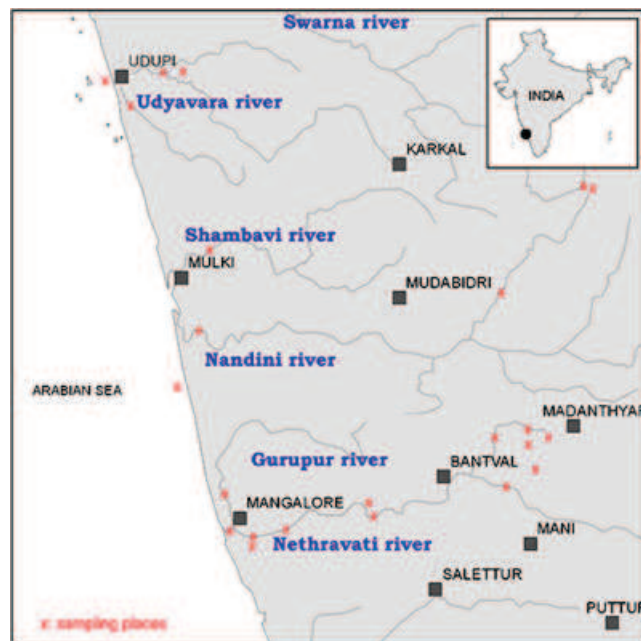 Swarna river
UDUPI
INDIA
Udyavara river
KARKAL
Shambavi river
MULKI
MUDABIDRI
Nandini river
ARABIAN SEA
MADANTHYAR
Gurupur river
BANTVAL
MANGALORE
Nethravati river
MANI
SALETTUR
PUTTUR
x: sampling places